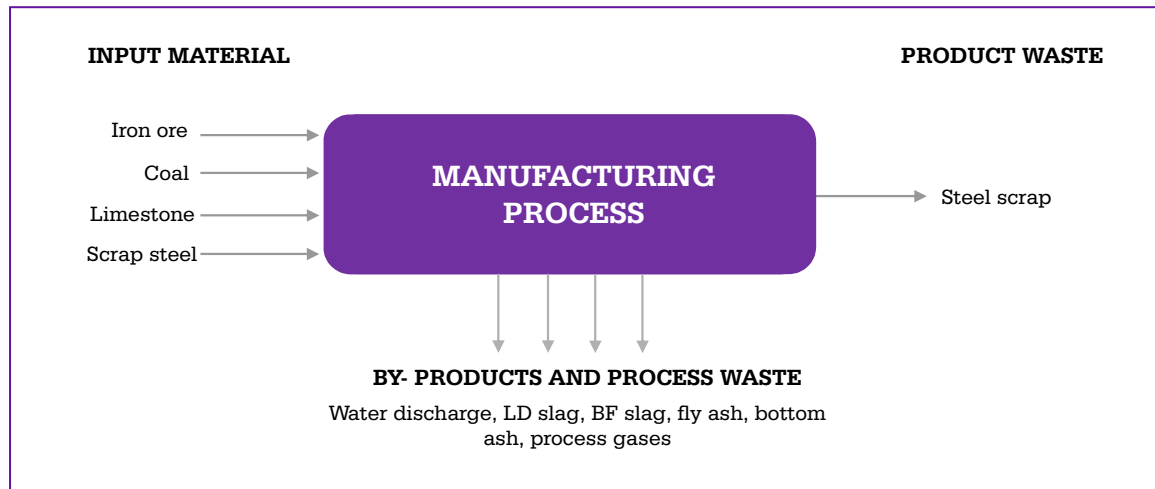 INPUT MATERIAL
PRODUCT WASTE
Iron ore
Coal
Limestone
Scrap steel
MANUFACTURING
PROCESS
Steel scrap
BY- PRODUCTS AND PROCESS WASTE
Water discharge, LD slag, BF slag, fly ash, bottom
ash, process gases